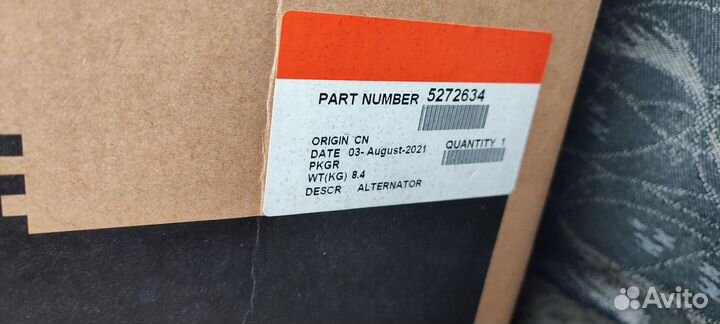 PART NUMBER 5272634
ORIGIN CN
QUANTITY 1
DATE 03-August-2021
PKGR
WT(KG) 8.4
DESCR ALTERNATOR
Avito